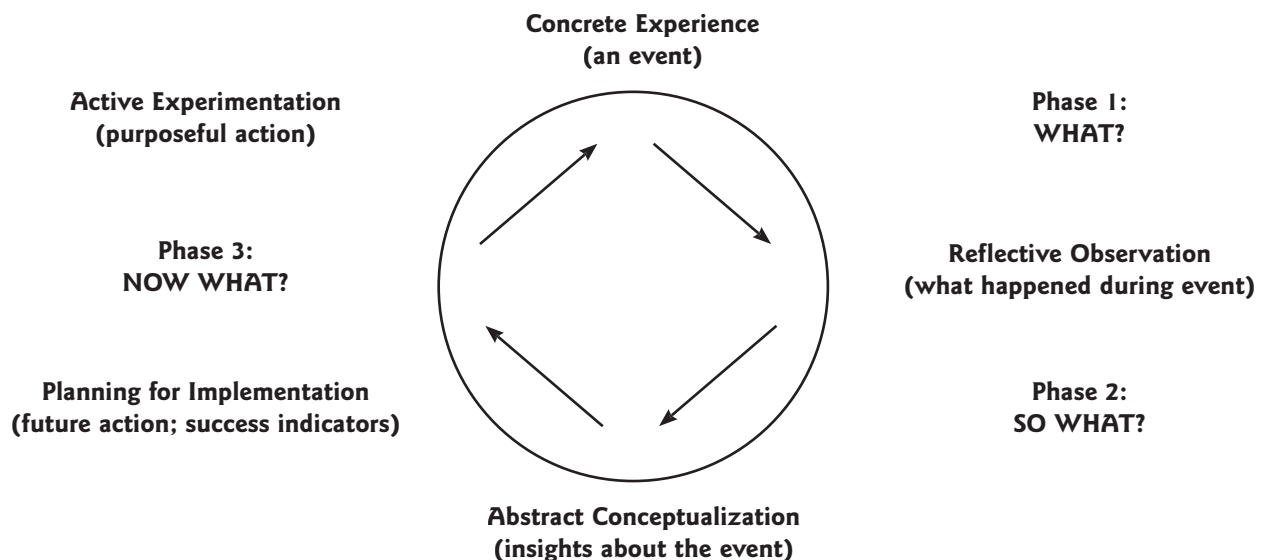 Concrete Experience
(an event)
Phase 1:
WHAT?
Reflective Observation
(what happened during event)
Phase 2:
SO WHAT?
Abstract Conceptualization
(insights about the event)
Planning for Implementation
(future action; success indicators)
Phase 3:
NOW WHAT?
Active Experimentation
(purposeful action)